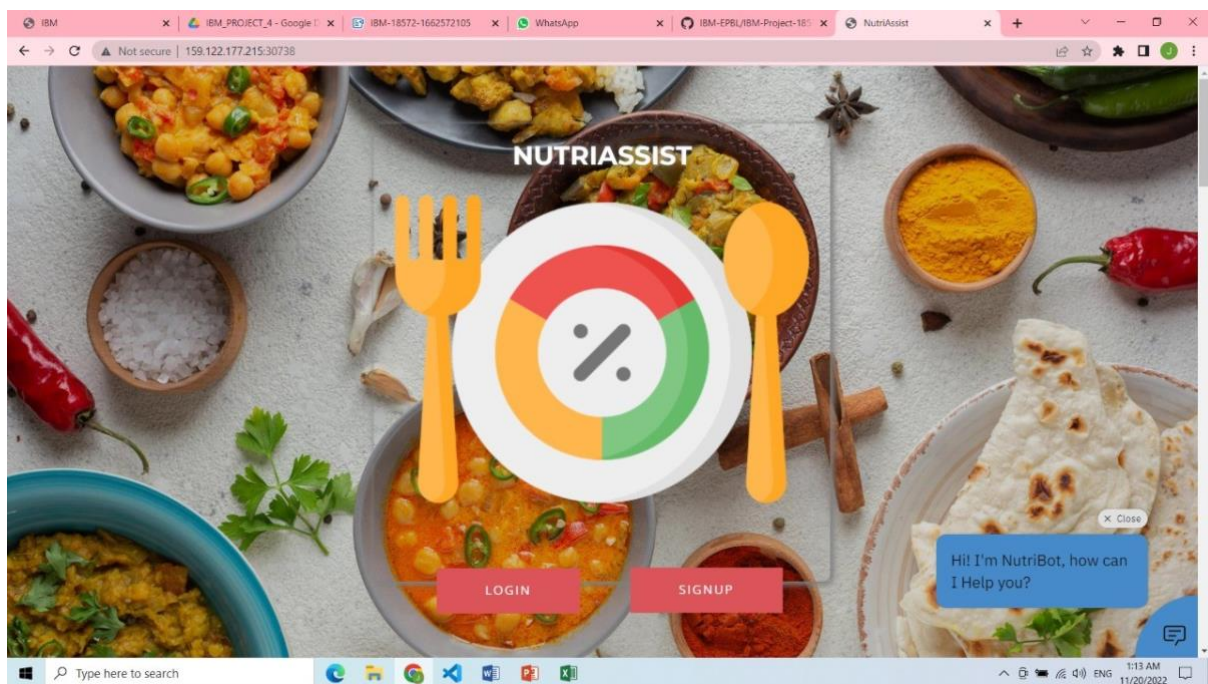 IBM
IBM_PROJECT_4 - Google D
IBM-18572-1662572105
WhatsApp
IBM-EPBL/IBM-Project-185
NutriAssist
Not secure | 159.122.177.215:30738
J
NUTRIASSIST
%
LOGIN
SIGNUP
× Close
Hi! I'm NutriBot, how can
I Help you?
Type here to search
ENG
1:13 AM
11/20/2022